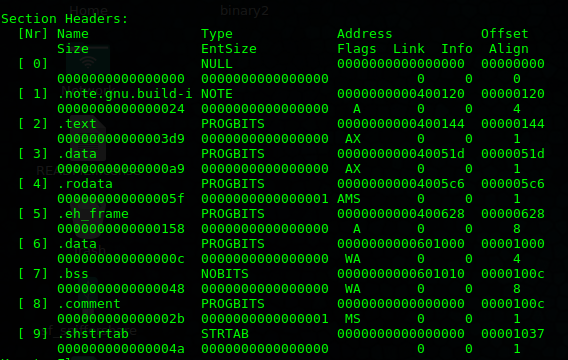 Home binary2
Section Headers:
[Nr] Name Type Address Offset
Size EntSize Flags Link Info Align
[ 0] NULL 0000000000000000 00000000
0000000000000000 0000000000000000 0 0 0
[ 1] .note.gnu.build-i NOTE 0000000000400120 00000120
0000000000000024 0000000000000000 A 0 0 4
[ 2] .text PROGBITS 0000000000400144 00000144
00000000000003d9 0000000000000000 AX 0 0 1
[ 3] .data PROGBITS 000000000040051d 0000051d
00000000000000a9 0000000000000000 AX 0 0 1
[ 4] .rodata PROGBITS 00000000004005c6 000005c6
000000000000005f 0000000000000001 AMS 0 0 1
[ 5] .eh_frame PROGBITS 0000000000400628 00000628
0000000000000158 0000000000000000 A 0 0 8
[ 6] .data PROGBITS 0000000000601000 00001000
000000000000000c 0000000000000000 WA 0 0 4
[ 7] .bss NOBITS 0000000000601010 0000100c
0000000000000048 0000000000000000 WA 0 0 8
[ 8] .comment PROGBITS 0000000000000000 0000100c
000000000000002b 0000000000000001 MS 0 0 1
[ 9] .shstrtab STRTAB 0000000000000000 00001037
000000000000004a 0000000000000000 0 0 1